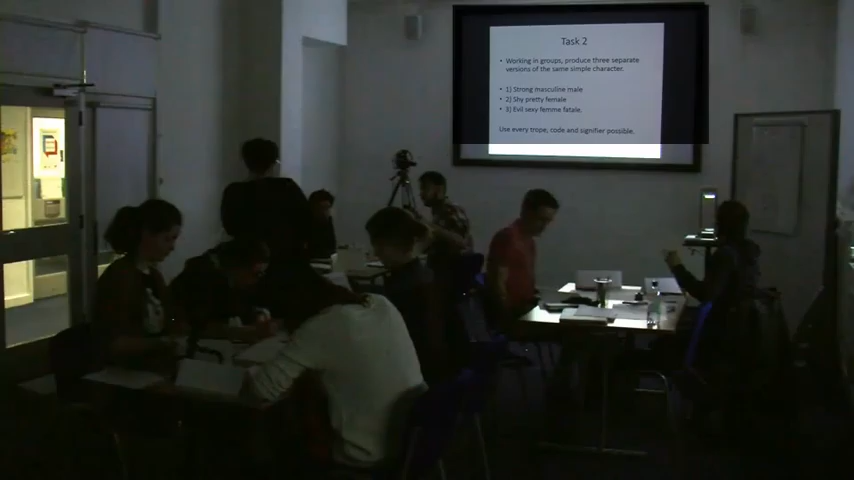 Task 2
• Working in groups, produce three separate
versions of the same simple character.
• 1) Strong masculine male
• 2) Shy pretty female
• 3) Evil sexy femme fatale.
Use every trope, code and signifier possible.